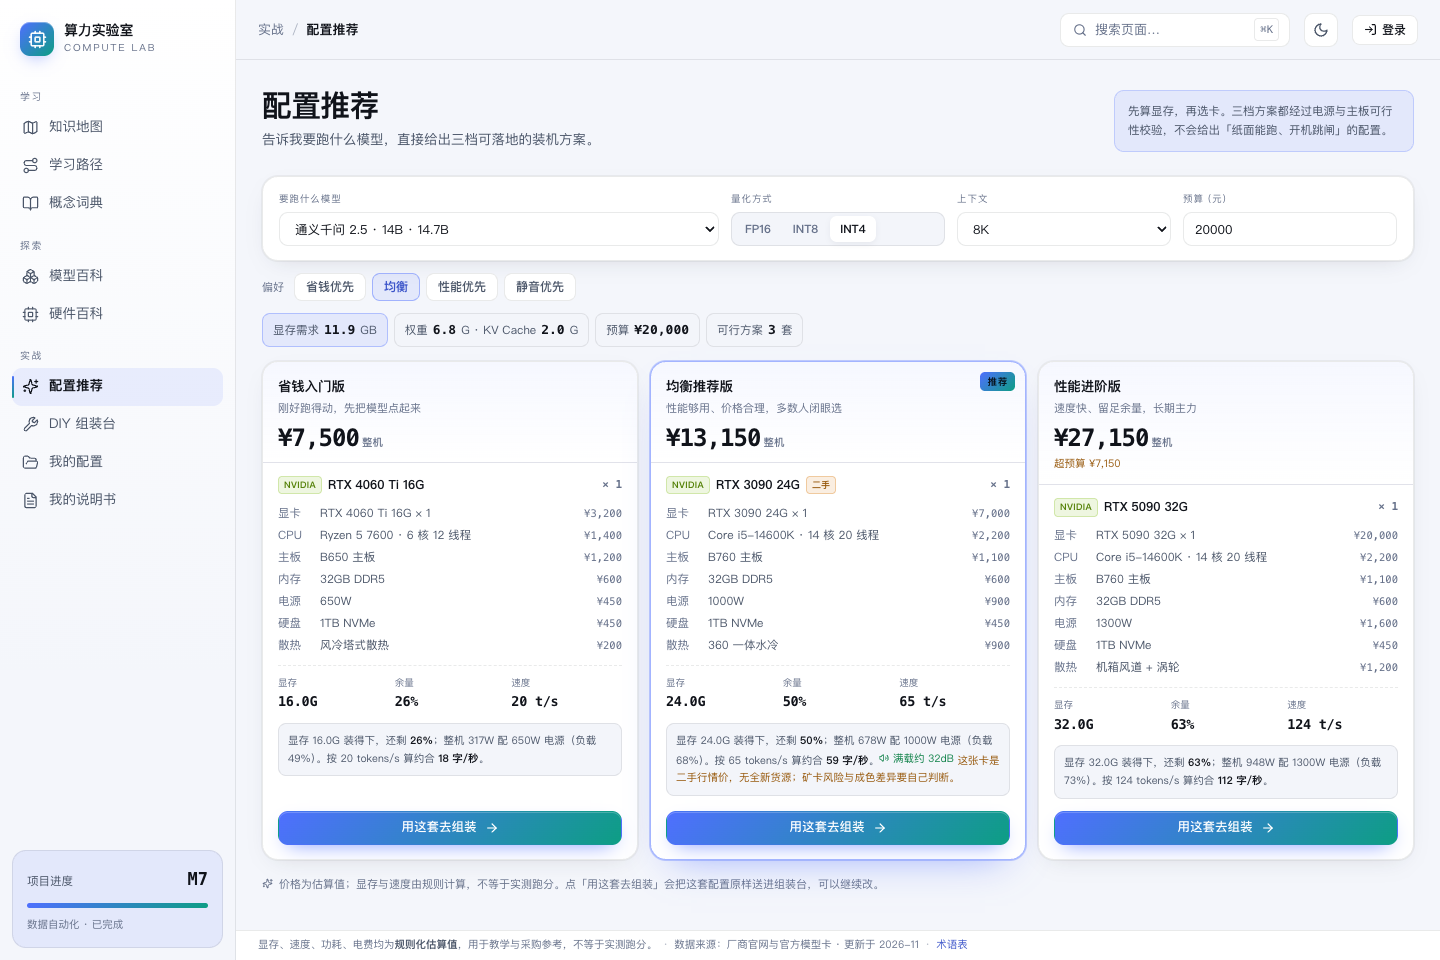 算力实验室
COMPUTE LAB
学习
知识地图
学习路径
概念词典
探索
模型百科
硬件百科
实战
配置推荐
DIY 组装台
我的配置
我的说明书
项目进度 M7
数据自动化 · 已完成
实战 / 配置推荐
搜索页面... ⌘K
登录
配置推荐
告诉我要跑什么模型，直接给出三档可落地的装机方案。
先算显存，再选卡。三档方案都经过电源与主板可行
性校验，不会给出「纸面能跑、开机跳闸」的配置。
要跑什么模型 量化方式 上下文 预算 (元)
通义千问 2.5 · 14B · 14.7B FP16 INT8 INT4 8K 20000
偏好 省钱优先 均衡 性能优先 静音优先
显存需求 11.9 GB 权重 6.8 G · KV Cache 2.0 G 预算 ¥20,000 可行方案 3 套
省钱入门版
刚好跑得动，先把模型点起来
¥7,500 整机
NVIDIA RTX 4060 Ti 16G × 1
显卡 RTX 4060 Ti 16G × 1 ¥3,200
CPU Ryzen 5 7600 · 6 核 12 线程 ¥1,400
主板 B650 主板 ¥1,200
内存 32GB DDR5 ¥600
电源 650W ¥450
硬盘 1TB NVMe ¥450
散热 风冷塔式散热 ¥200
显存 余量 速度
16.0G 26% 20 t/s
显存 16.0G 装得下，还剩 26%；整机 317W 配 650W 电源（负载
49%）。按 20 tokens/s 算约合 18 字/秒。
用这套去组装 →
均衡推荐版 推荐
性能够用、价格合理，多数人闭眼选
¥13,150 整机
NVIDIA RTX 3090 24G 二手 × 1
显卡 RTX 3090 24G × 1 ¥7,000
CPU Core i5-14600K · 14 核 20 线程 ¥2,200
主板 B760 主板 ¥1,100
内存 32GB DDR5 ¥600
电源 1000W ¥900
硬盘 1TB NVMe ¥450
散热 360 一体水冷 ¥900
显存 余量 速度
24.0G 50% 65 t/s
显存 24.0G 装得下，还剩 50%；整机 678W 配 1000W 电源（负载
68%）。按 65 tokens/s 算约合 59 字/秒。 满载约 32dB 这张卡是
二手行情价，无全新货源；矿卡风险与成色差异要自己判断。
用这套去组装 →
性能进阶版
速度快、留足余量，长期主力
¥27,150 整机
超预算 ¥7,150
NVIDIA RTX 5090 32G × 1
显卡 RTX 5090 32G × 1 ¥20,000
CPU Core i5-14600K · 14 核 20 线程 ¥2,200
主板 B760 主板 ¥1,100
内存 32GB DDR5 ¥600
电源 1300W ¥1,600
硬盘 1TB NVMe ¥450
散热 机箱风道 + 涡轮 ¥1,200
显存 余量 速度
32.0G 63% 124 t/s
显存 32.0G 装得下，还剩 63%；整机 948W 配 1300W 电源（负载
73%）。按 124 tokens/s 算约合 112 字/秒。
用这套去组装 →
价格为估算值；显存与速度由规则计算，不等于实测跑分。点「用这套去组装」会把这套配置原样送进组装台，可以继续改。
显存、速度、功耗、电费均为规则化估算值，用于教学与采购参考，不等于实测跑分。 · 数据来源：厂商官网与官方模型卡 · 更新于 2026-11 · 术语表